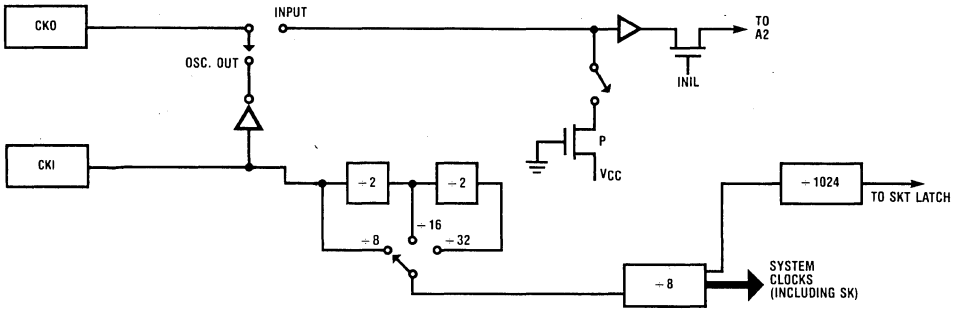 CKO
INPUT
TO
A2
OSC. OUT
INIL
P
VCC
CKI
÷2
÷2
÷1024
TO SKT LATCH
÷16
÷8
÷32
÷8
SYSTEM
CLOCKS
(INCLUDING SK)